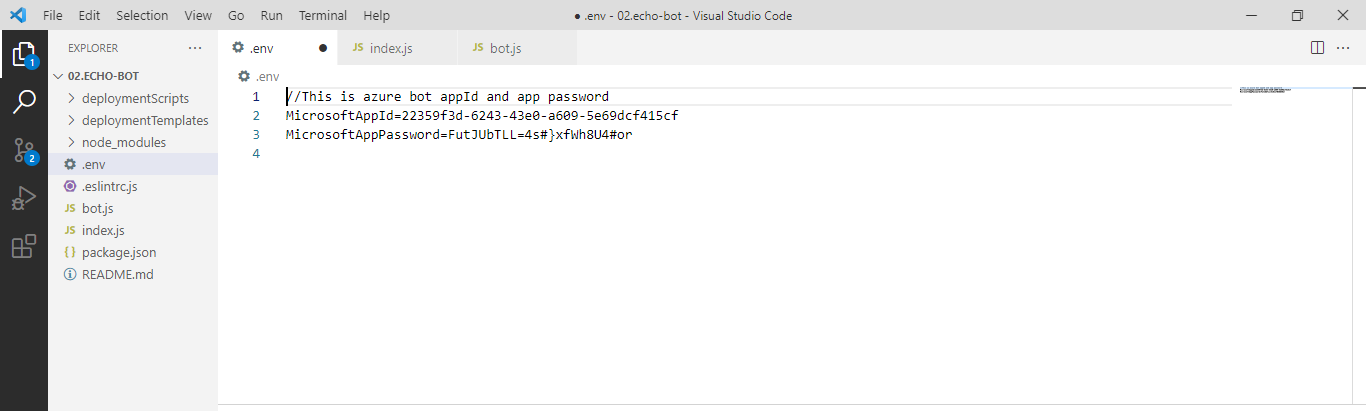 File Edit Selection View Go Run Terminal Help
● .env - 02.echo-bot - Visual Studio Code
EXPLORER
02.ECHO-BOT
deploymentScripts
deploymentTemplates
node_modules
.env
.eslintrc.js
JS bot.js
JS index.js
{} package.json
README.md
1
2
.env ●
JS index.js
JS bot.js
.env
1 //This is azure bot appId and app password
2 MicrosoftAppId=22359f3d-6243-43e0-a609-5e69dcf415cf
3 MicrosoftAppPassword=FutJUbTLL=4s#}xfWh8U4#or
4